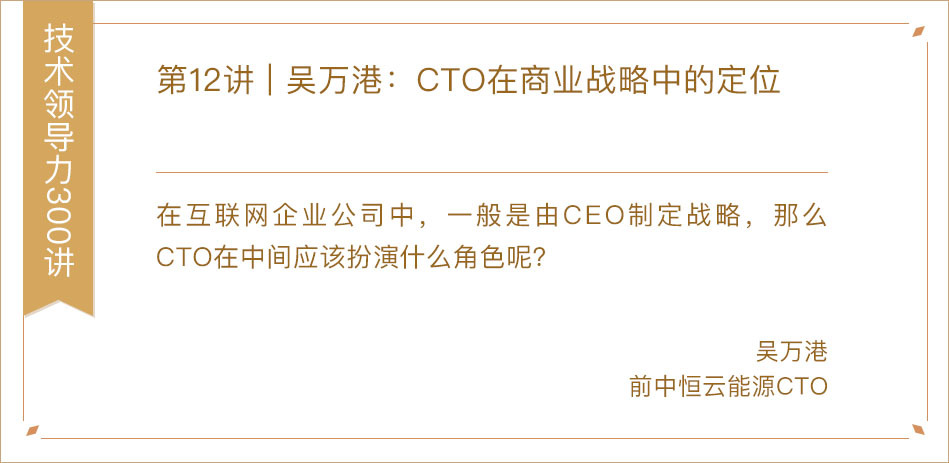 技术领导力300讲
第12讲 | 吴万港：CTO在商业战略中的定位
在互联网企业公司中，一般是由CEO制定战略，那么
CTO在中间应该扮演什么角色呢？
吴万港
前中恒云能源CTO